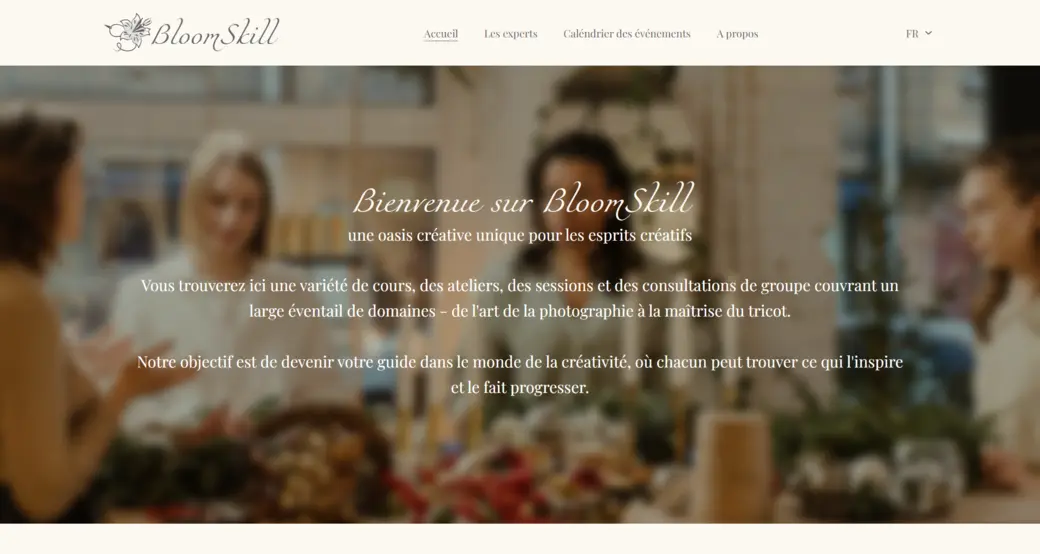 BloomSkill
Accueil
Les experts
Caléndrier des événements
A propos
FR
Bienvenue sur BloomSkill
une oasis créative unique pour les esprits créatifs
Vous trouverez ici une variété de cours, des ateliers, des sessions et des consultations de groupe couvrant un
large éventail de domaines - de l'art de la photographie à la maîtrise du tricot.
Notre objectif est de devenir votre guide dans le monde de la créativité, où chacun peut trouver ce qui l'inspire
et le fait progresser.